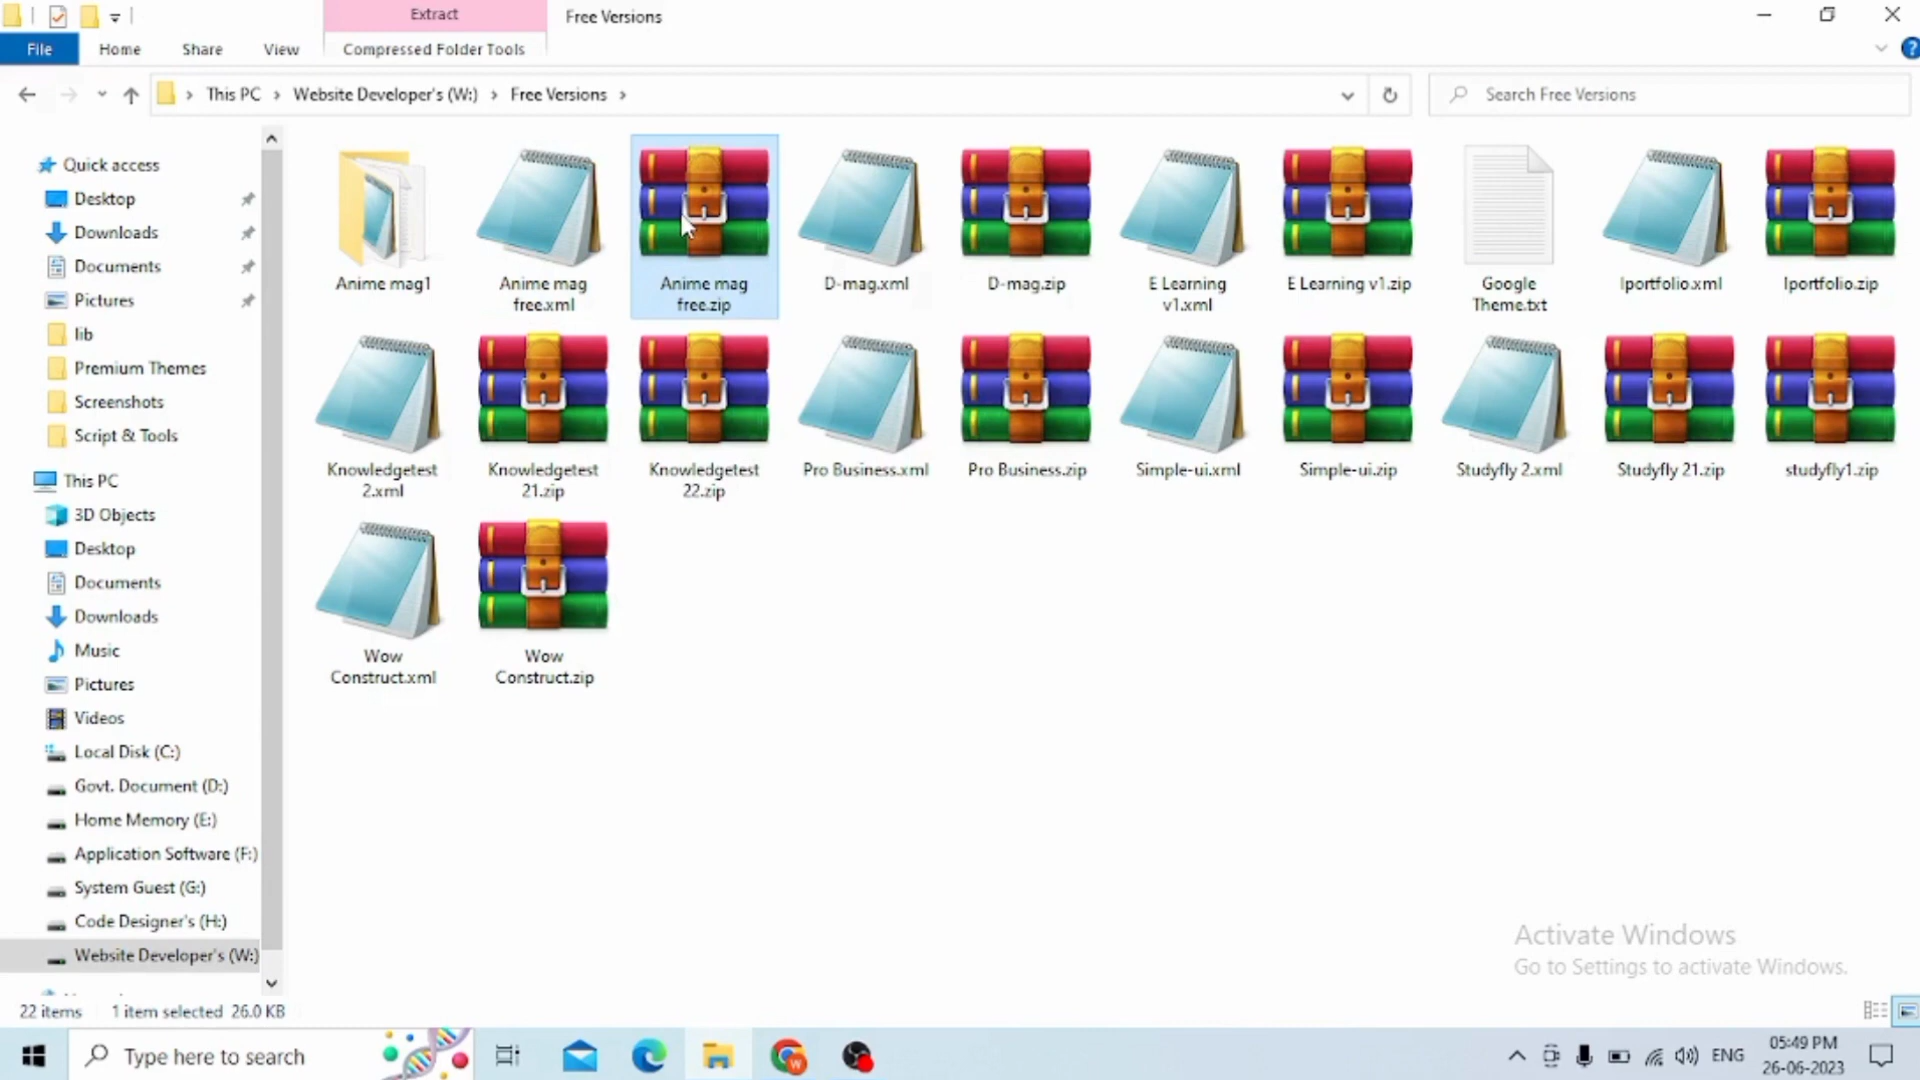 Extract
Free Versions
File
Home
Share
View
Compressed Folder Tools
This PC
Website Developer's (W:)
Free Versions
Search Free Versions
Quick access
Desktop
Downloads
Documents
Pictures
lib
Premium Themes
Screenshots
Script & Tools
This PC
3D Objects
Desktop
Documents
Downloads
Music
Pictures
Videos
Local Disk (C:)
Govt. Document (D:)
Home Memory (E:)
Application Software (F:)
System Guest (G:)
Code Designer's (H:)
Website Developer's (W:)
Anime mag1
Anime mag
free.xml
Anime mag
free.zip
D-mag.xml
D-mag.zip
E Learning
v1.xml
E Learning v1.zip
Google
Theme.txt
Iportfolio.xml
Iportfolio.zip
Knowledgetest
2.xml
Knowledgetest
21.zip
Knowledgetest
22.zip
Pro Business.xml
Pro Business.zip
Simple-ui.xml
Simple-ui.zip
Studyfly 2.xml
Studyfly 21.zip
studyfly1.zip
Wow
Construct.xml
Wow
Construct.zip
Activate Windows
Go to Settings to activate Windows.
22 items
1 item selected 26.0 KB
Type here to search
W
ENG
05:49 PM
26-06-2023